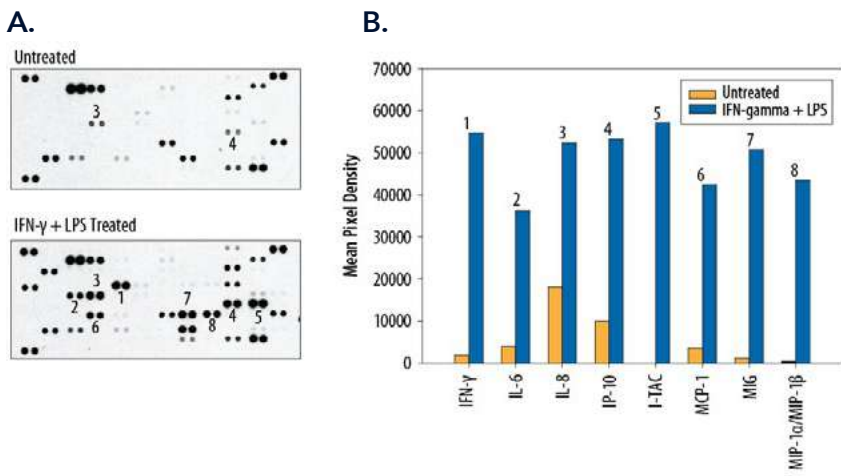 A.
Untreated
3
4
IFN-γ + LPS Treated
3
1
2
7
6
8
4
5
B.
70000
60000
50000
40000
30000
20000
10000
0
Mean Pixel Density
Untreated
IFN-gamma + LPS
1
2
3
4
5
6
7
8
IFN-γ
IL-6
IL-8
IP-10
I-TAC
MCP-1
MIG
MIP-1α/MIP-1β